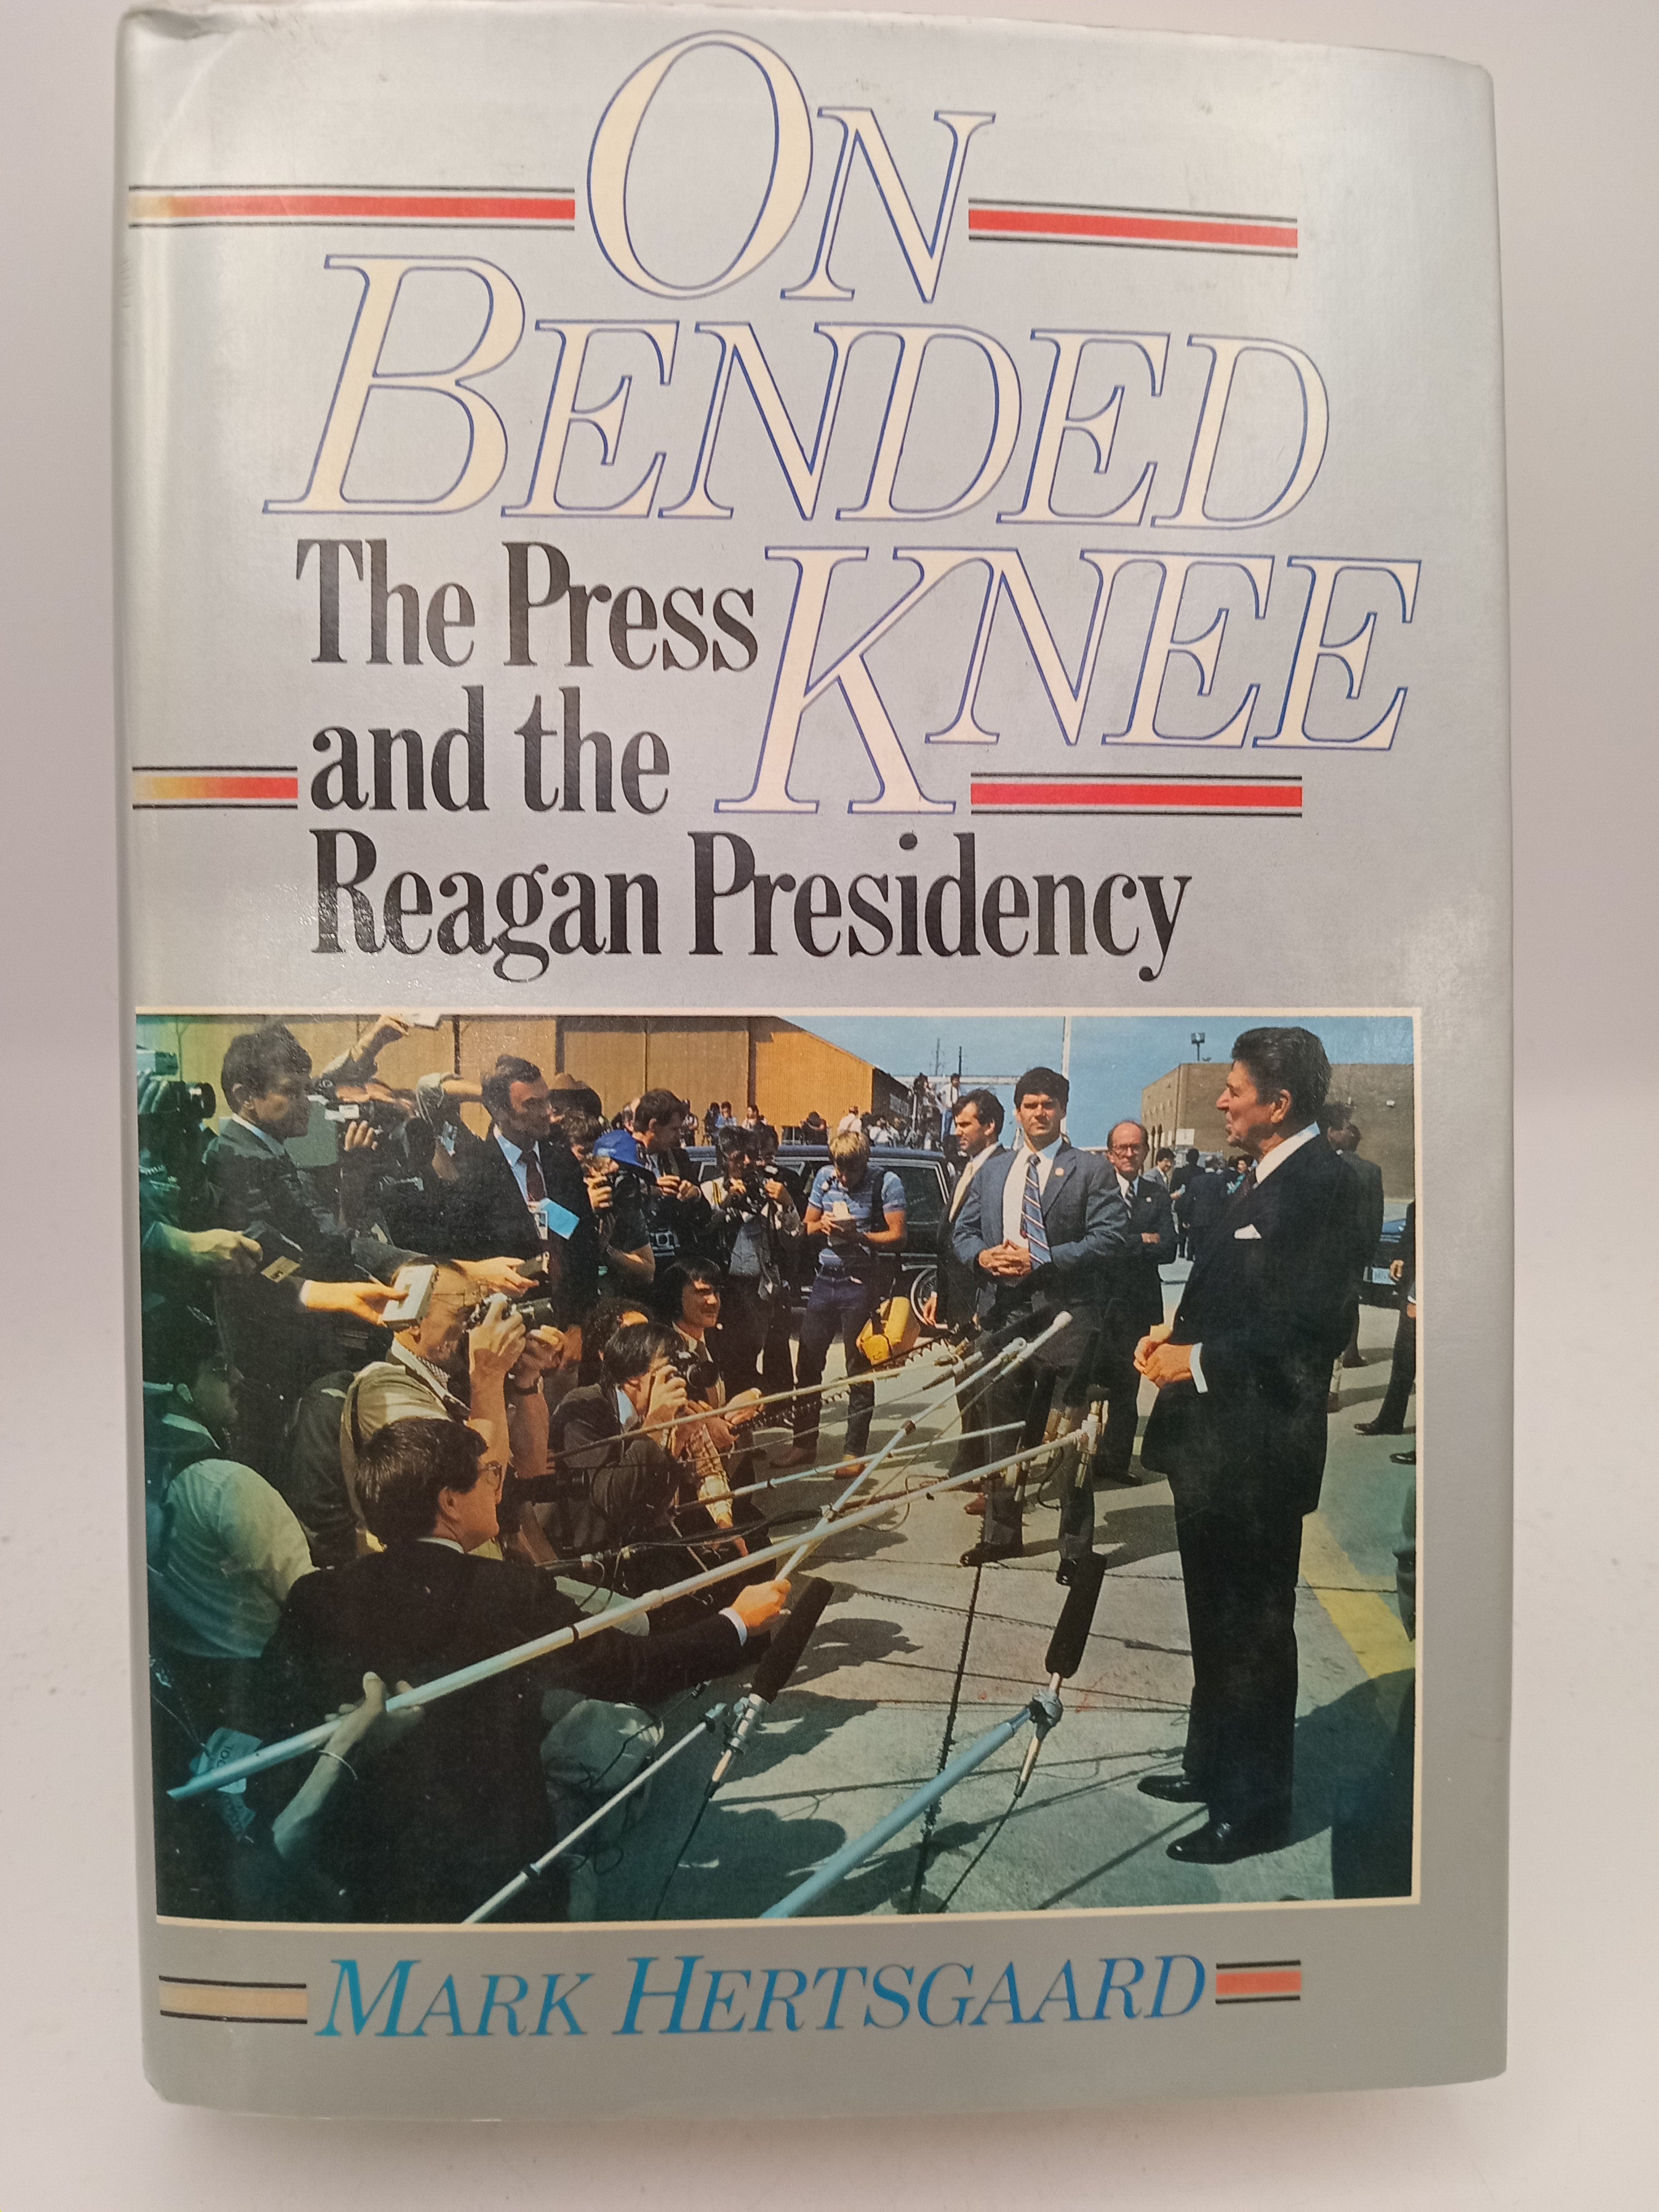 ON
BENDED
KNEE
The Press
and the
Reagan Presidency
MARK HERTSGAARD